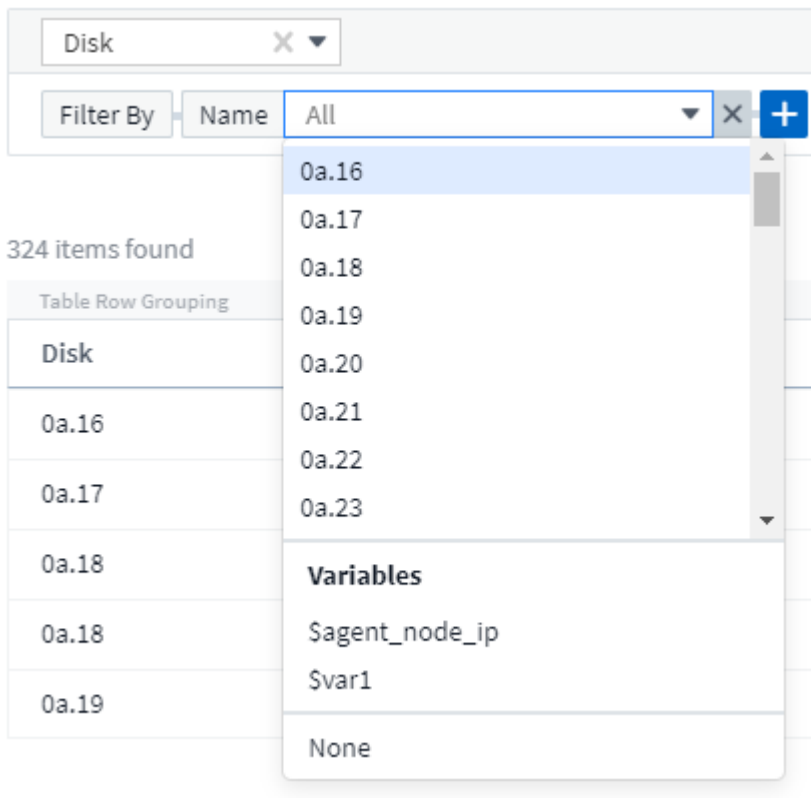 Disk
Filter By Name All
0a.16
0a.17
0a.18
0a.19
0a.20
0a.21
0a.22
0a.23
Variables
$agent_node_ip
$var1
None
324 items found
Table Row Grouping
Disk
0a.16
0a.17
0a.18
0a.18
0a.19